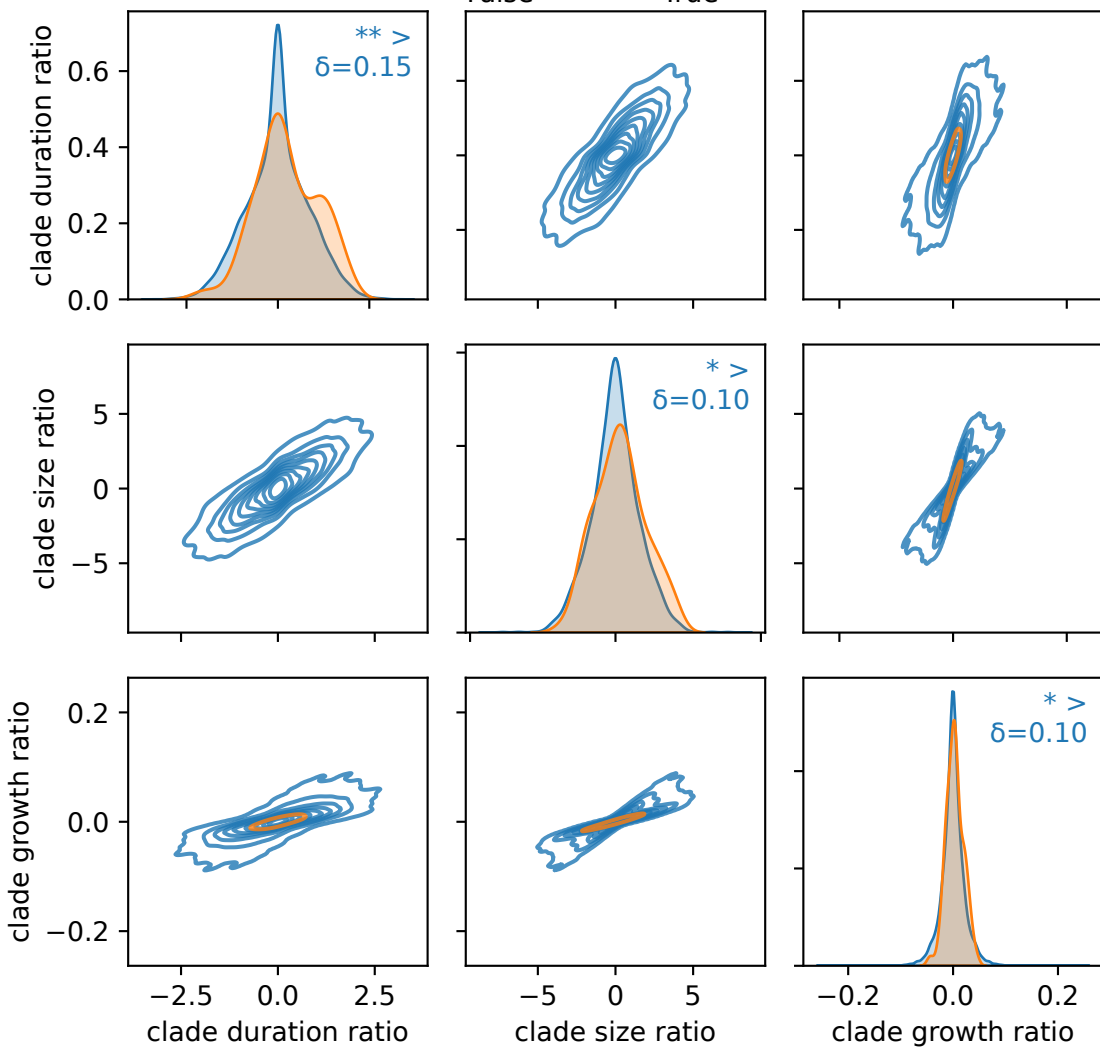 ** >
δ=0.15
clade duration ratio
0.6
0.4
0.2
0.0
* >
δ=0.10
clade size ratio
5
0
−5
* >
δ=0.10
clade growth ratio
0.2
0.0
−0.2
−2.5 0.0 2.5
−5 0 5
−0.2 0.0 0.2
clade duration ratio
clade size ratio
clade growth ratio